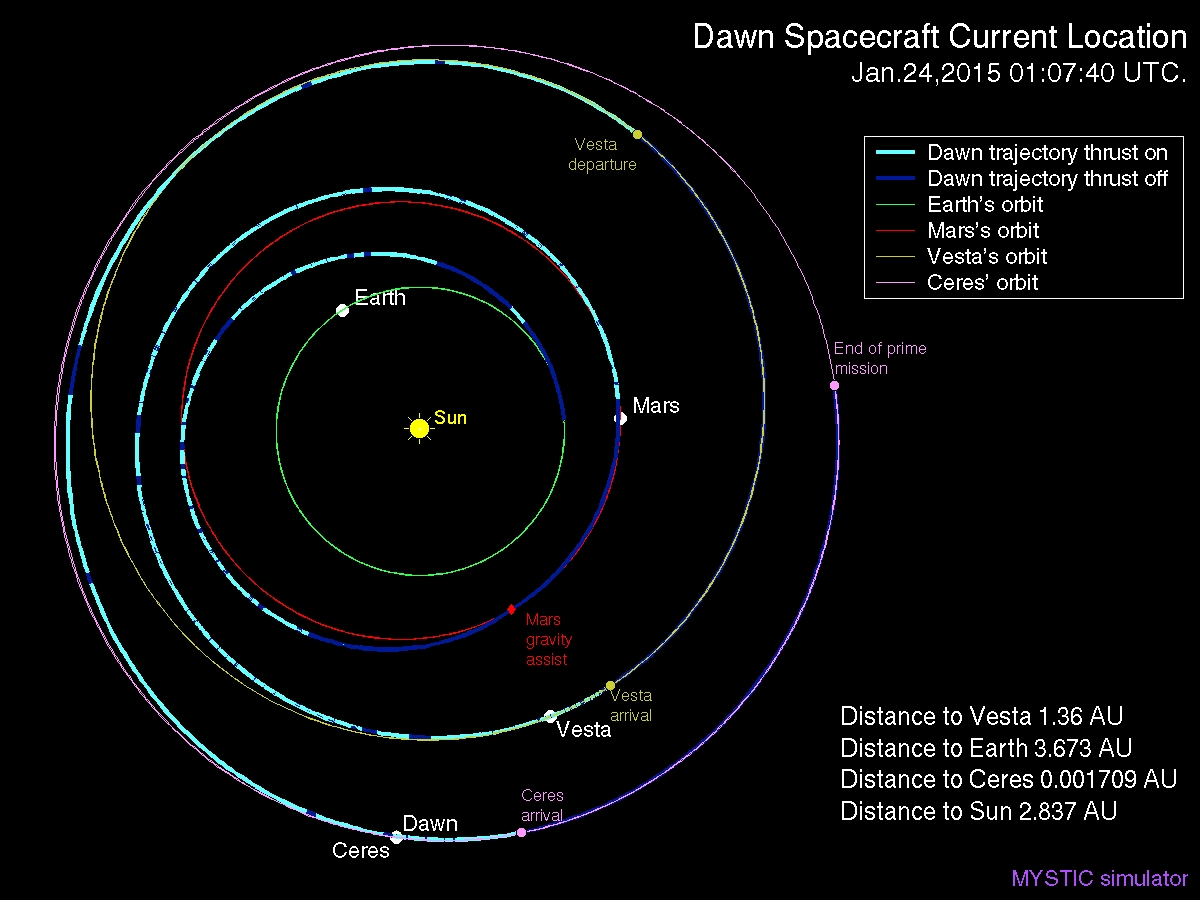 Dawn Spacecraft Current Location
Jan.24,2015 01:07:40 UTC.
Dawn trajectory thrust on
Dawn trajectory thrust off
Earth's orbit
Mars's orbit
Vesta's orbit
Ceres' orbit
Vesta
departure
Earth
End of prime
mission
Sun
Mars
Mars
gravity
assist
Vesta
arrival
Vesta
Ceres
arrival
Dawn
Ceres
Distance to Vesta 1.36 AU
Distance to Earth 3.673 AU
Distance to Ceres 0.001709 AU
Distance to Sun 2.837 AU
MYSTIC simulator